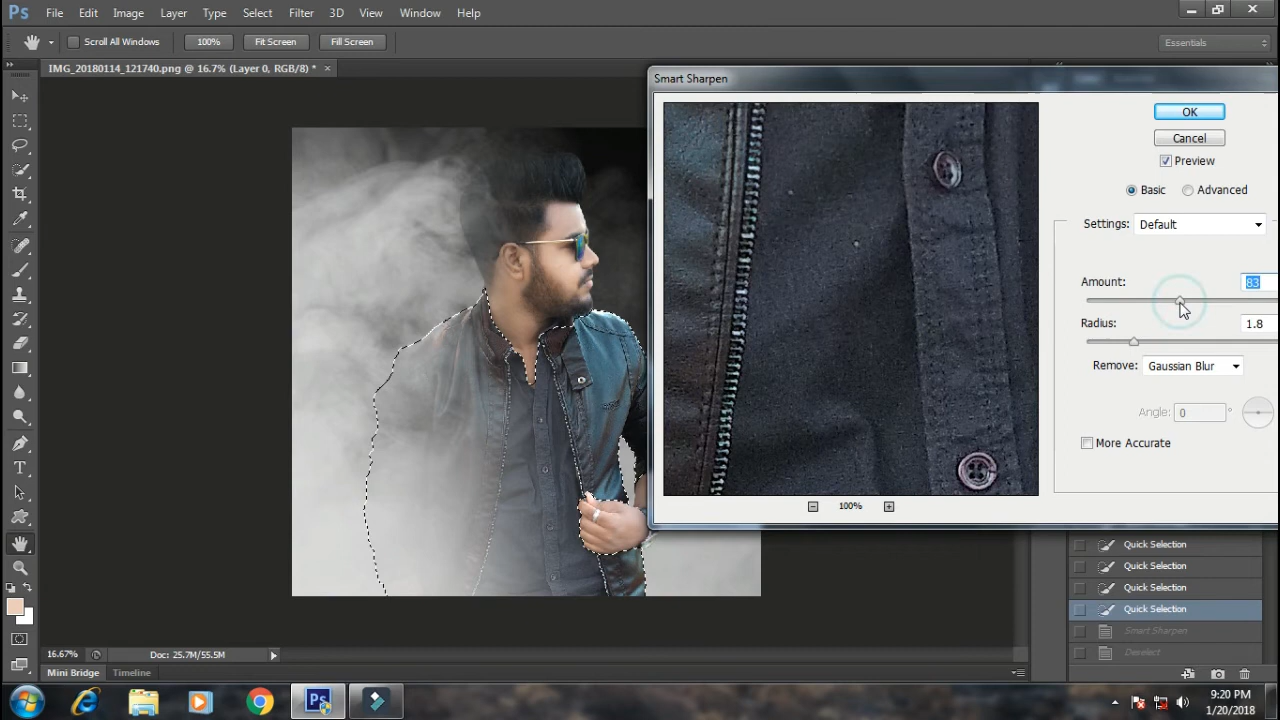 Ps File Edit Image Layer Type Select Filter 3D View Window Help
Scroll All Windows 100% Fit Screen Fill Screen Essentials
IMG_20180114_121740.png @ 16.7% (Layer 0, RGB/8) * ×
Smart Sharpen
OK
Cancel
Preview
Basic Advanced
Settings: Default
Amount: 83
Radius: 1.8
Remove: Gaussian Blur
Angle: 0 °
More Accurate
100%
Quick Selection
Quick Selection
Quick Selection
Quick Selection
Smart Sharpen
Deselect
16.67% Doc: 25.7M/55.5M
Mini Bridge Timeline
Ps
9:20 PM
1/20/2018